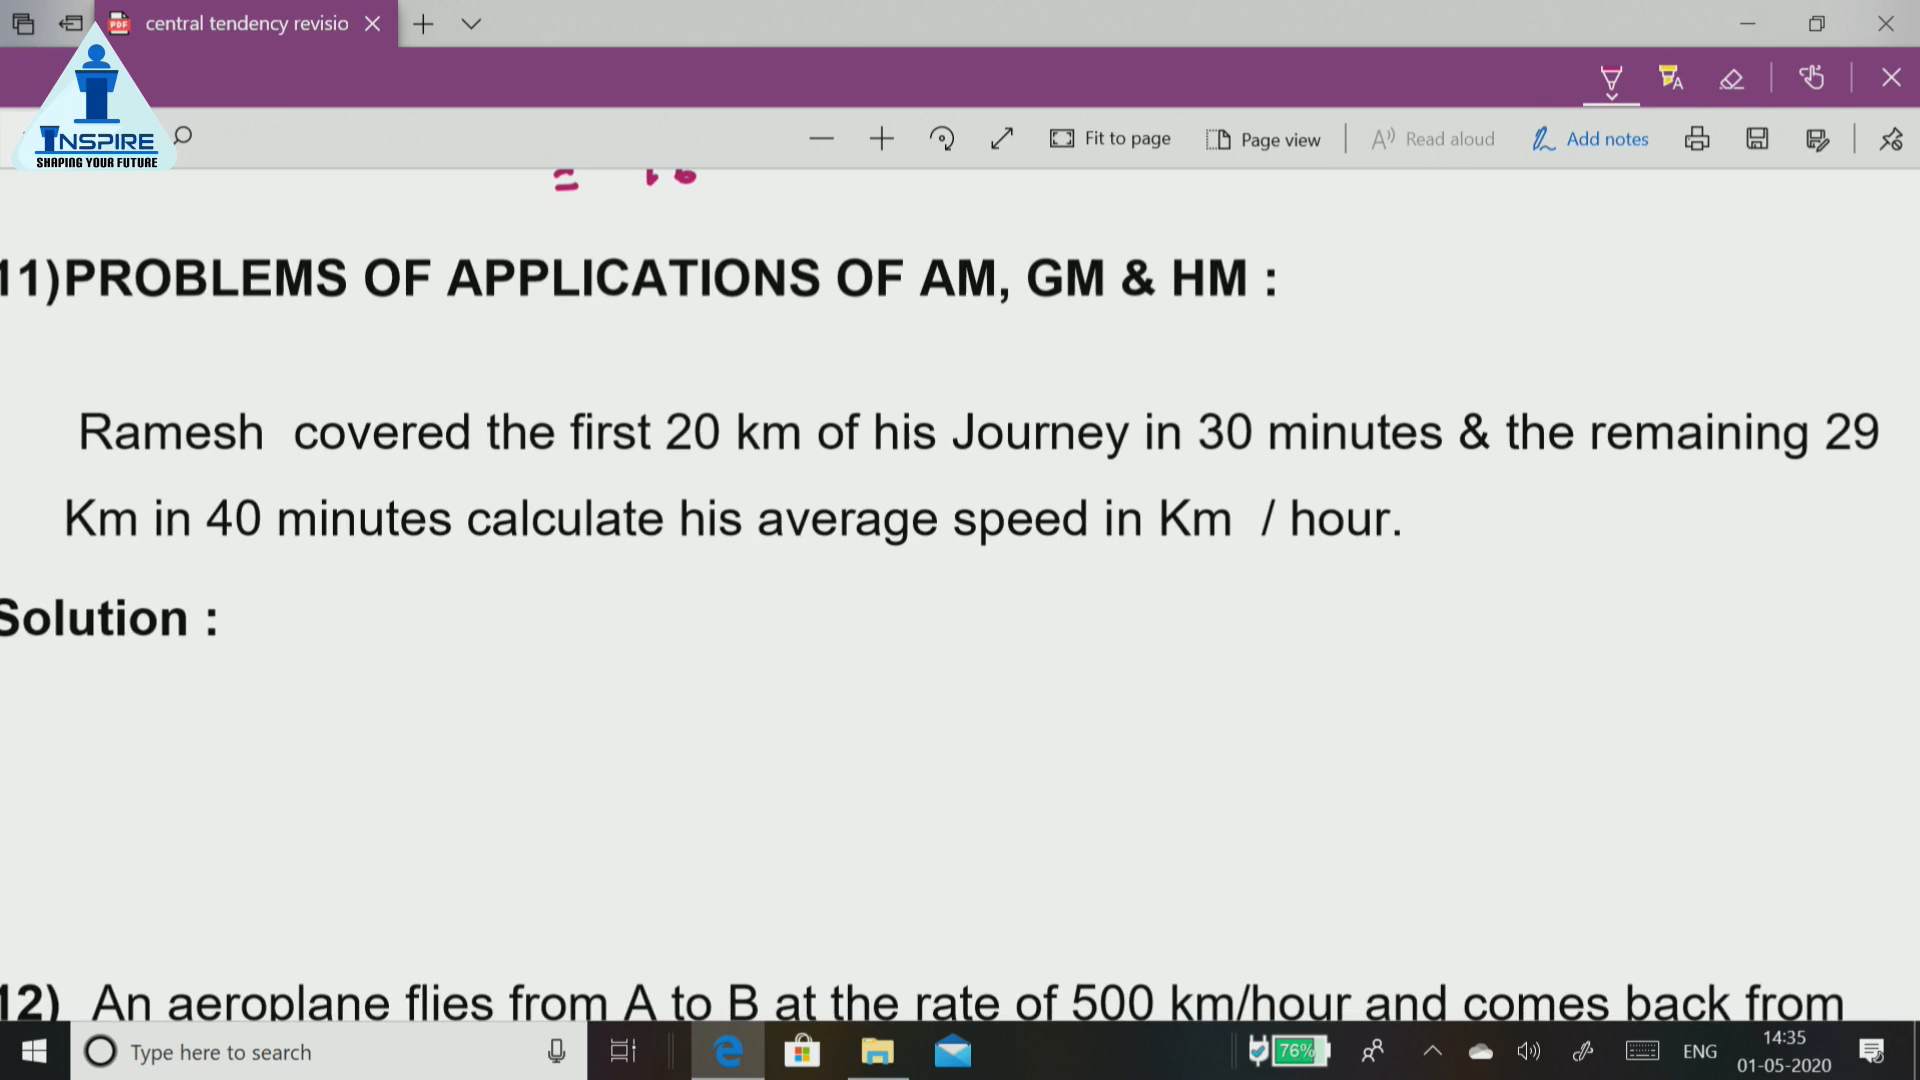 central tendency revisio
INSPIRE
SHAPING YOUR FUTURE
Fit to page
Page view
Read aloud
Add notes
11)PROBLEMS OF APPLICATIONS OF AM, GM & HM :
Ramesh covered the first 20 km of his Journey in 30 minutes & the remaining 29
Km in 40 minutes calculate his average speed in Km / hour.
Solution :
12) An aeroplane flies from A to B at the rate of 500 km/hour and comes back from
Type here to search
76%
ENG
14:35
01-05-2020